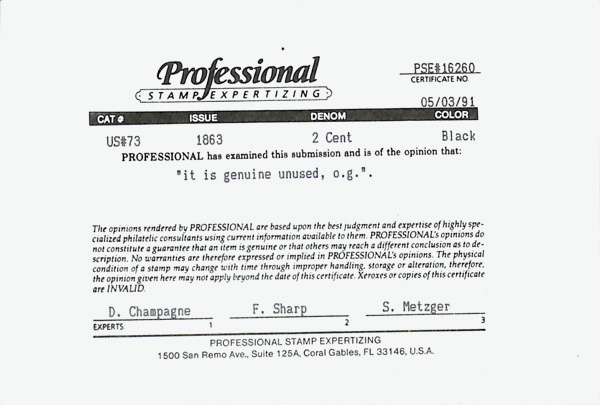 Professional
STAMP EXPERTIZING
PSE#16260
CERTIFICATE NO.
05/03/91
CAT # ISSUE DENOM COLOR
US#73 1863 2 Cent Black
PROFESSIONAL has examined this submission and is of the opinion that:
"it is genuine unused, o.g.".
The opinions rendered by PROFESSIONAL are based upon the best judgment and expertise of highly spe-
cialized philatelic consultants using current information available to them. PROFESSIONAL'S opinions do
not constitute a guarantee that an item is genuine or that others may reach a different conclusion as to de-
scription. No warranties are therefore expressed or implied in PROFESSIONAL'S opinions. The physical
condition of a stamp may change with time through improper handling, storage or alteration, therefore,
the opinion given here may not apply beyond the date of this certificate. Xeroxes or copies of this certificate
are INVALID.
D. Champagne F. Sharp S. Metzger
EXPERTS: 1 2 3
PROFESSIONAL STAMP EXPERTIZING
1500 San Remo Ave., Suite 125A, Coral Gables, FL 33146, U.S.A.